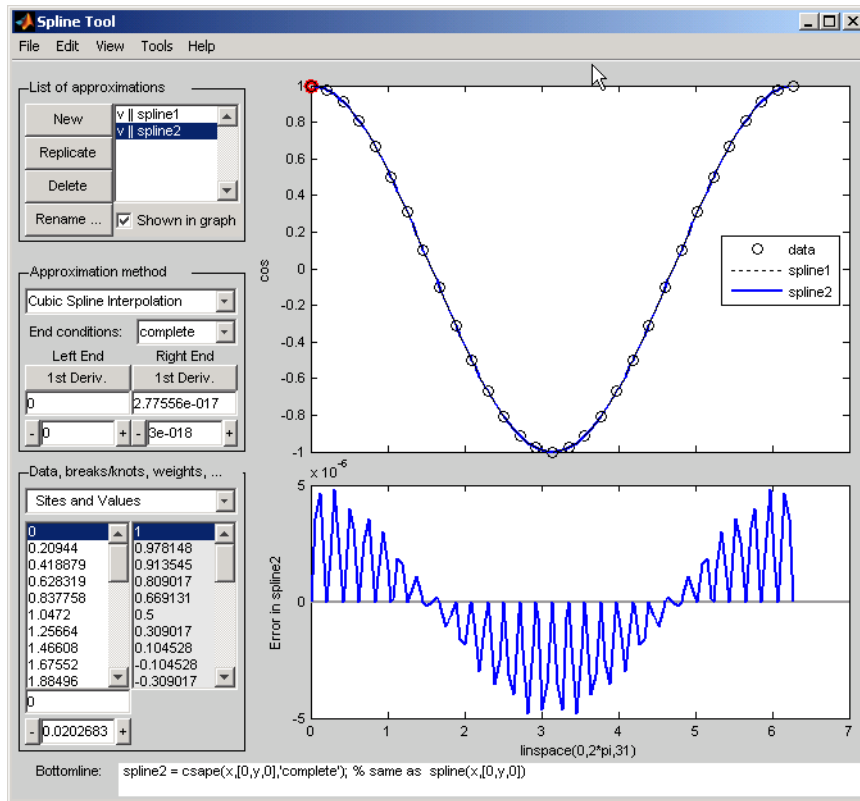 Spline Tool
File Edit View Tools Help
List of approximations
New
Replicate
Delete
Rename ...
v || spline1
v || spline2
Shown in graph
Approximation method
Cubic Spline Interpolation
End conditions: complete
Left End Right End
1st Deriv. 1st Deriv.
0 2.77556e-017
- 0 + - 3e-018 +
Data, breaks/knots, weights, ...
Sites and Values
0 1
0.20944 0.978148
0.418879 0.913545
0.628319 0.809017
0.837758 0.669131
1.0472 0.5
1.25664 0.309017
1.46608 0.104528
1.67552 -0.104528
1.88496 -0.309017
0
- 0.0202683 +
1
0.8
0.6
0.4
0.2
0
-0.2
-0.4
-0.6
-0.8
-1
cos
data
spline1
spline2
x 10^-6
5
0
-5
Error in spline2
0 1 2 3 4 5 6 7
linspace(0,2*pi,31)
Bottomline: spline2 = csape(x,[0,y,0],'complete'); % same as spline(x,[0,y,0])